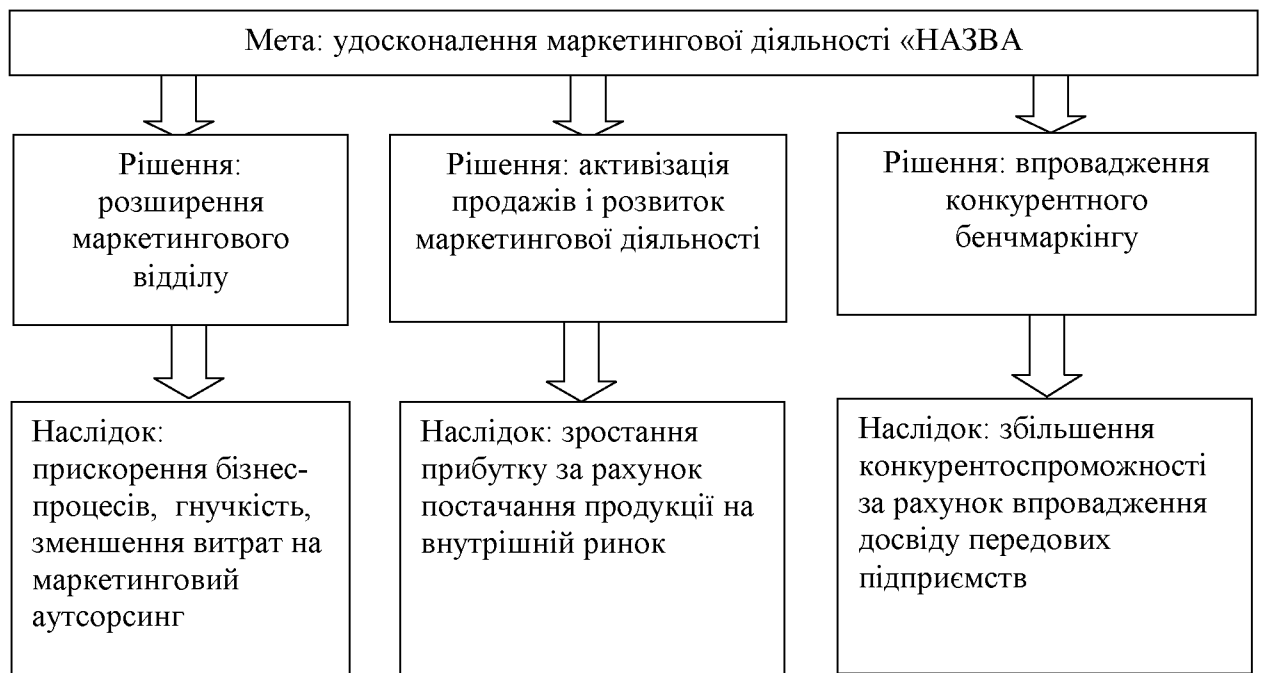 Мета: удосконалення маркетингової діяльності «НАЗВА
Рішення:
розширення
маркетингового
відділу
Рішення: активізація
продажів і розвиток
маркетингової діяльності
Рішення: впровадження
конкурентного
бенчмаркінгу
Наслідок:
прискорення бізнес-
процесів, гнучкість,
зменшення витрат на
маркетинговий
аутсорсинг
Наслідок: зростання
прибутку за рахунок
постачання продукції на
внутрішній ринок
Наслідок: збільшення
конкурентоспроможності
за рахунок впровадження
досвіду передових
підприємств